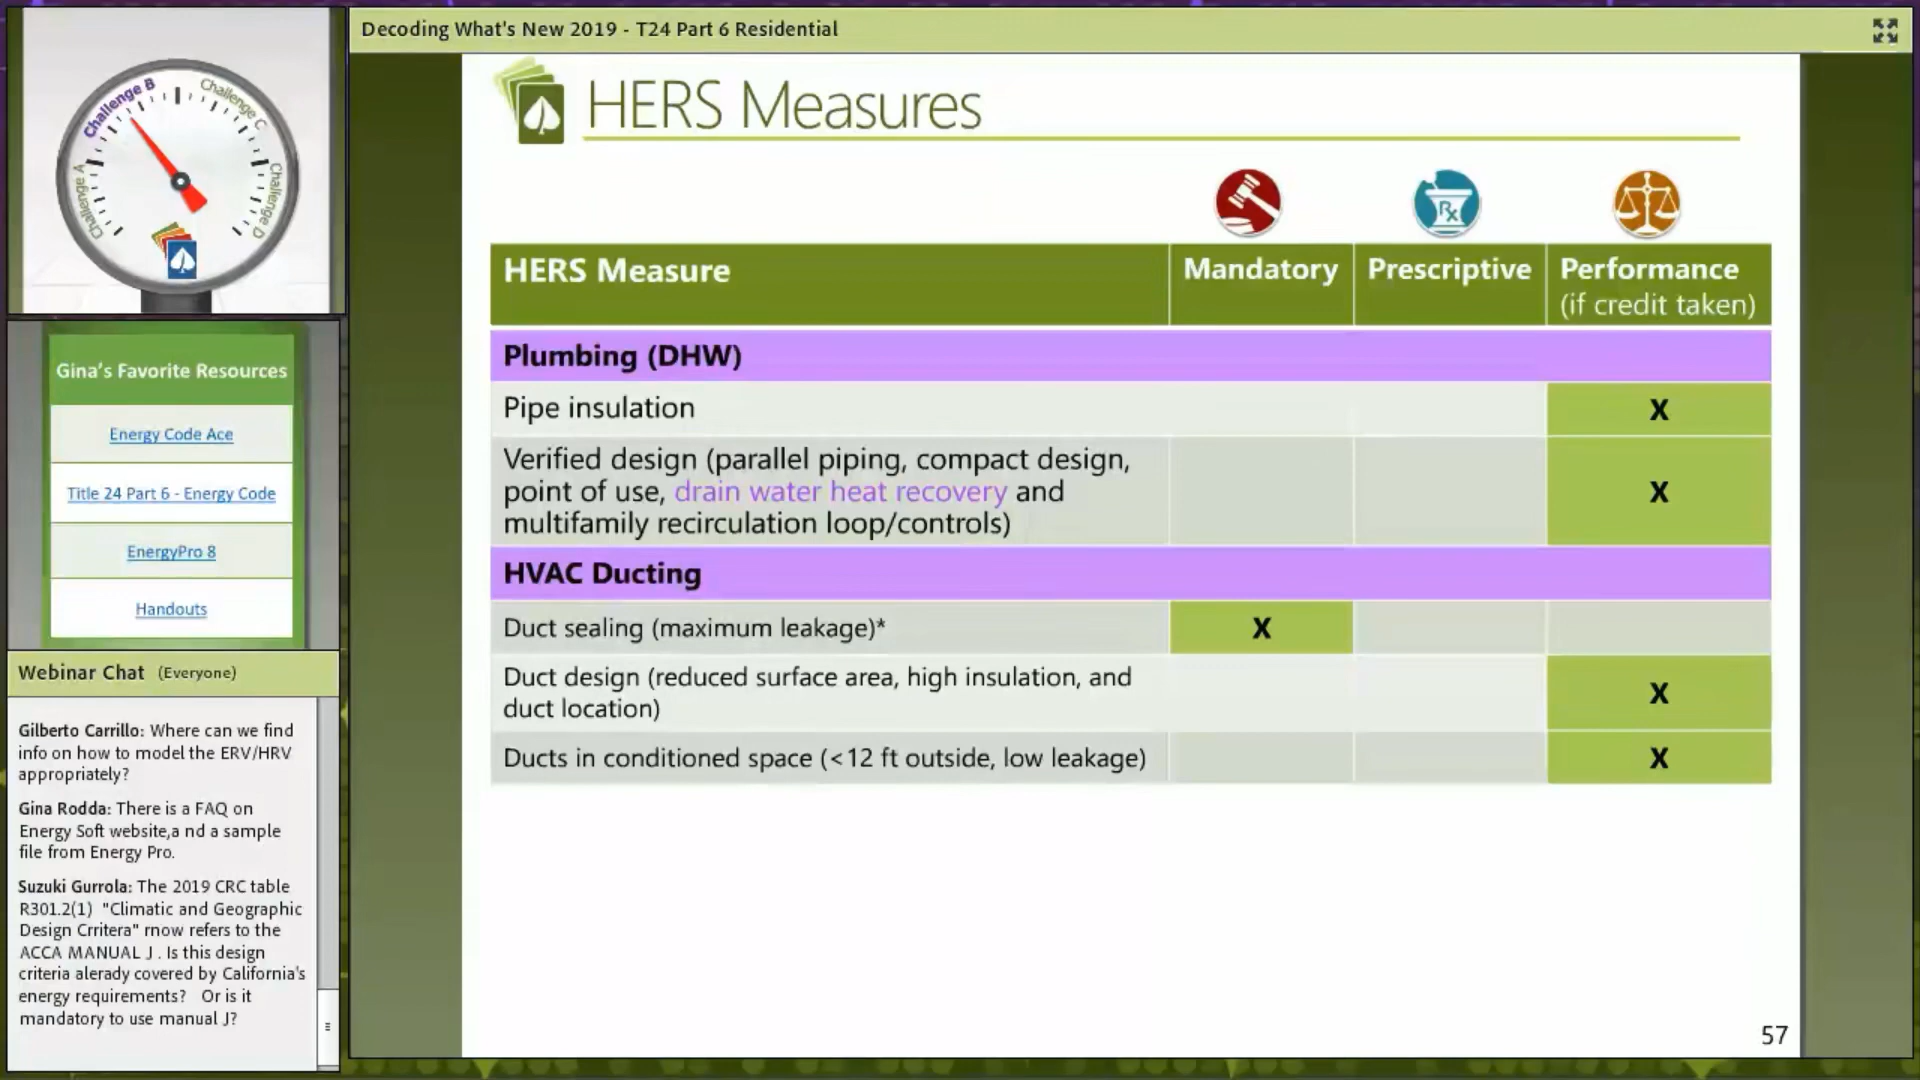 Decoding What's New 2019 - T24 Part 6 Residential
Challenge A
Challenge B
Challenge C
Challenge D
Gina's Favorite Resources
Energy Code Ace
Title 24 Part 6 - Energy Code
EnergyPro 8
Handouts
Webinar Chat (Everyone)
Gilberto Carrillo: Where can we find
info on how to model the ERV/HRV
appropriately?
Gina Rodda: There is a FAQ on
Energy Soft website,a nd a sample
file from Energy Pro.
Suzuki Gurrola: The 2019 CRC table
R301.2(1) "Climatic and Geographic
Design Crritera" rnow refers to the
ACCA MANUAL J . Is this design
criteria alerady covered by California's
energy requirements? Or is it
mandatory to use manual J?
HERS Measures
Rx
HERS Measure Mandatory Prescriptive Performance
(if credit taken)
Plumbing (DHW)
Pipe insulation X
Verified design (parallel piping, compact design,
point of use, drain water heat recovery and X
multifamily recirculation loop/controls)
HVAC Ducting
Duct sealing (maximum leakage)* X
Duct design (reduced surface area, high insulation, and
duct location) X
Ducts in conditioned space (<12 ft outside, low leakage) X
57